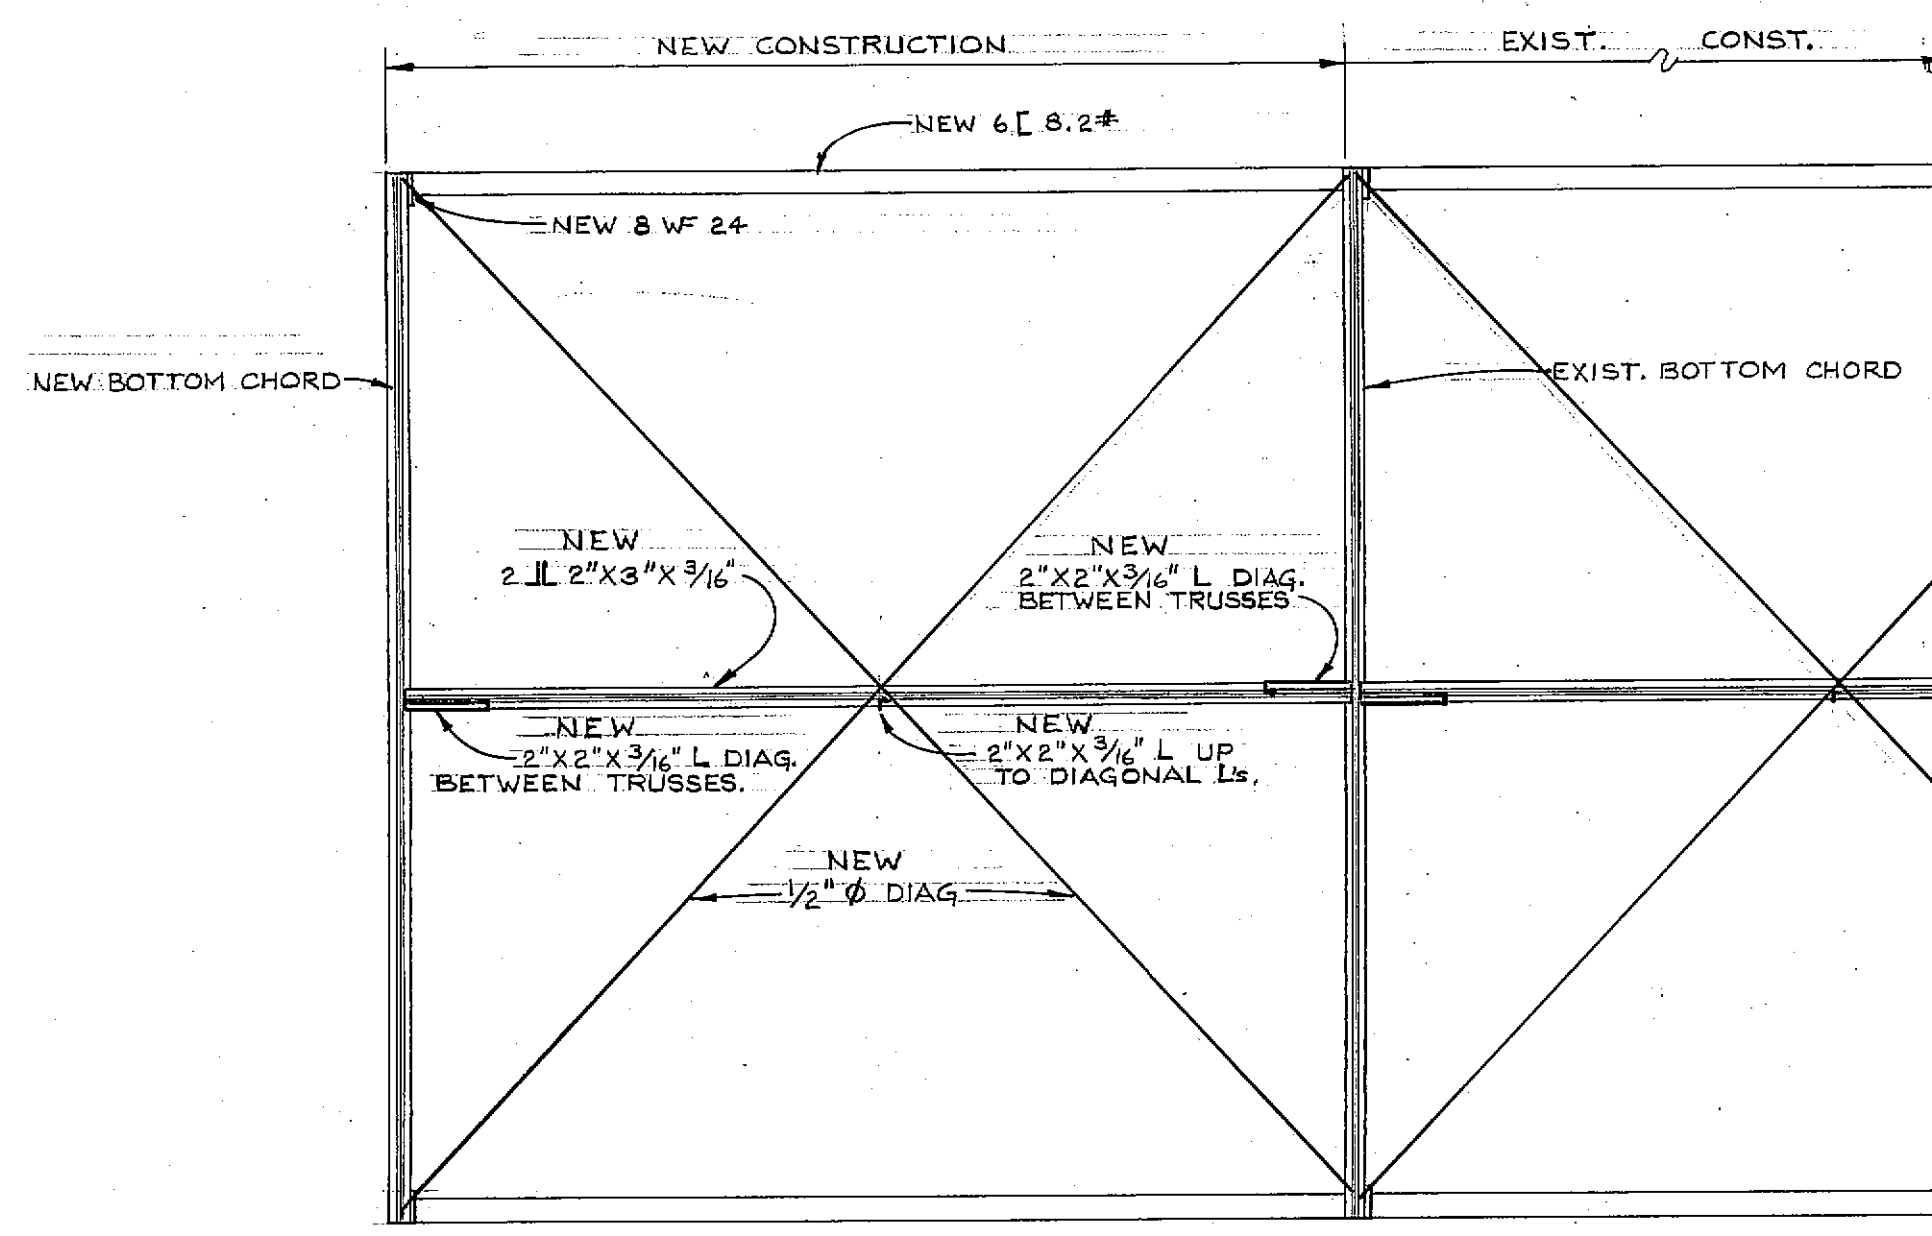 NEW CONSTRUCTION
EXIST. CONST.
NEW 6 [ 8.2#
NEW 8 WF 24
NEW BOTTOM CHORD
EXIST. BOTTOM CHORD
NEW
2 ⅃L 2"X3"X 3/16"
NEW
2"X2"X3/16" L DIAG.
BETWEEN TRUSSES
NEW
2"X2"X3/16" L DIAG.
BETWEEN TRUSSES.
NEW
2"X2"X3/16" L UP
TO DIAGONAL L's.
NEW
1/2" Ø DIAG